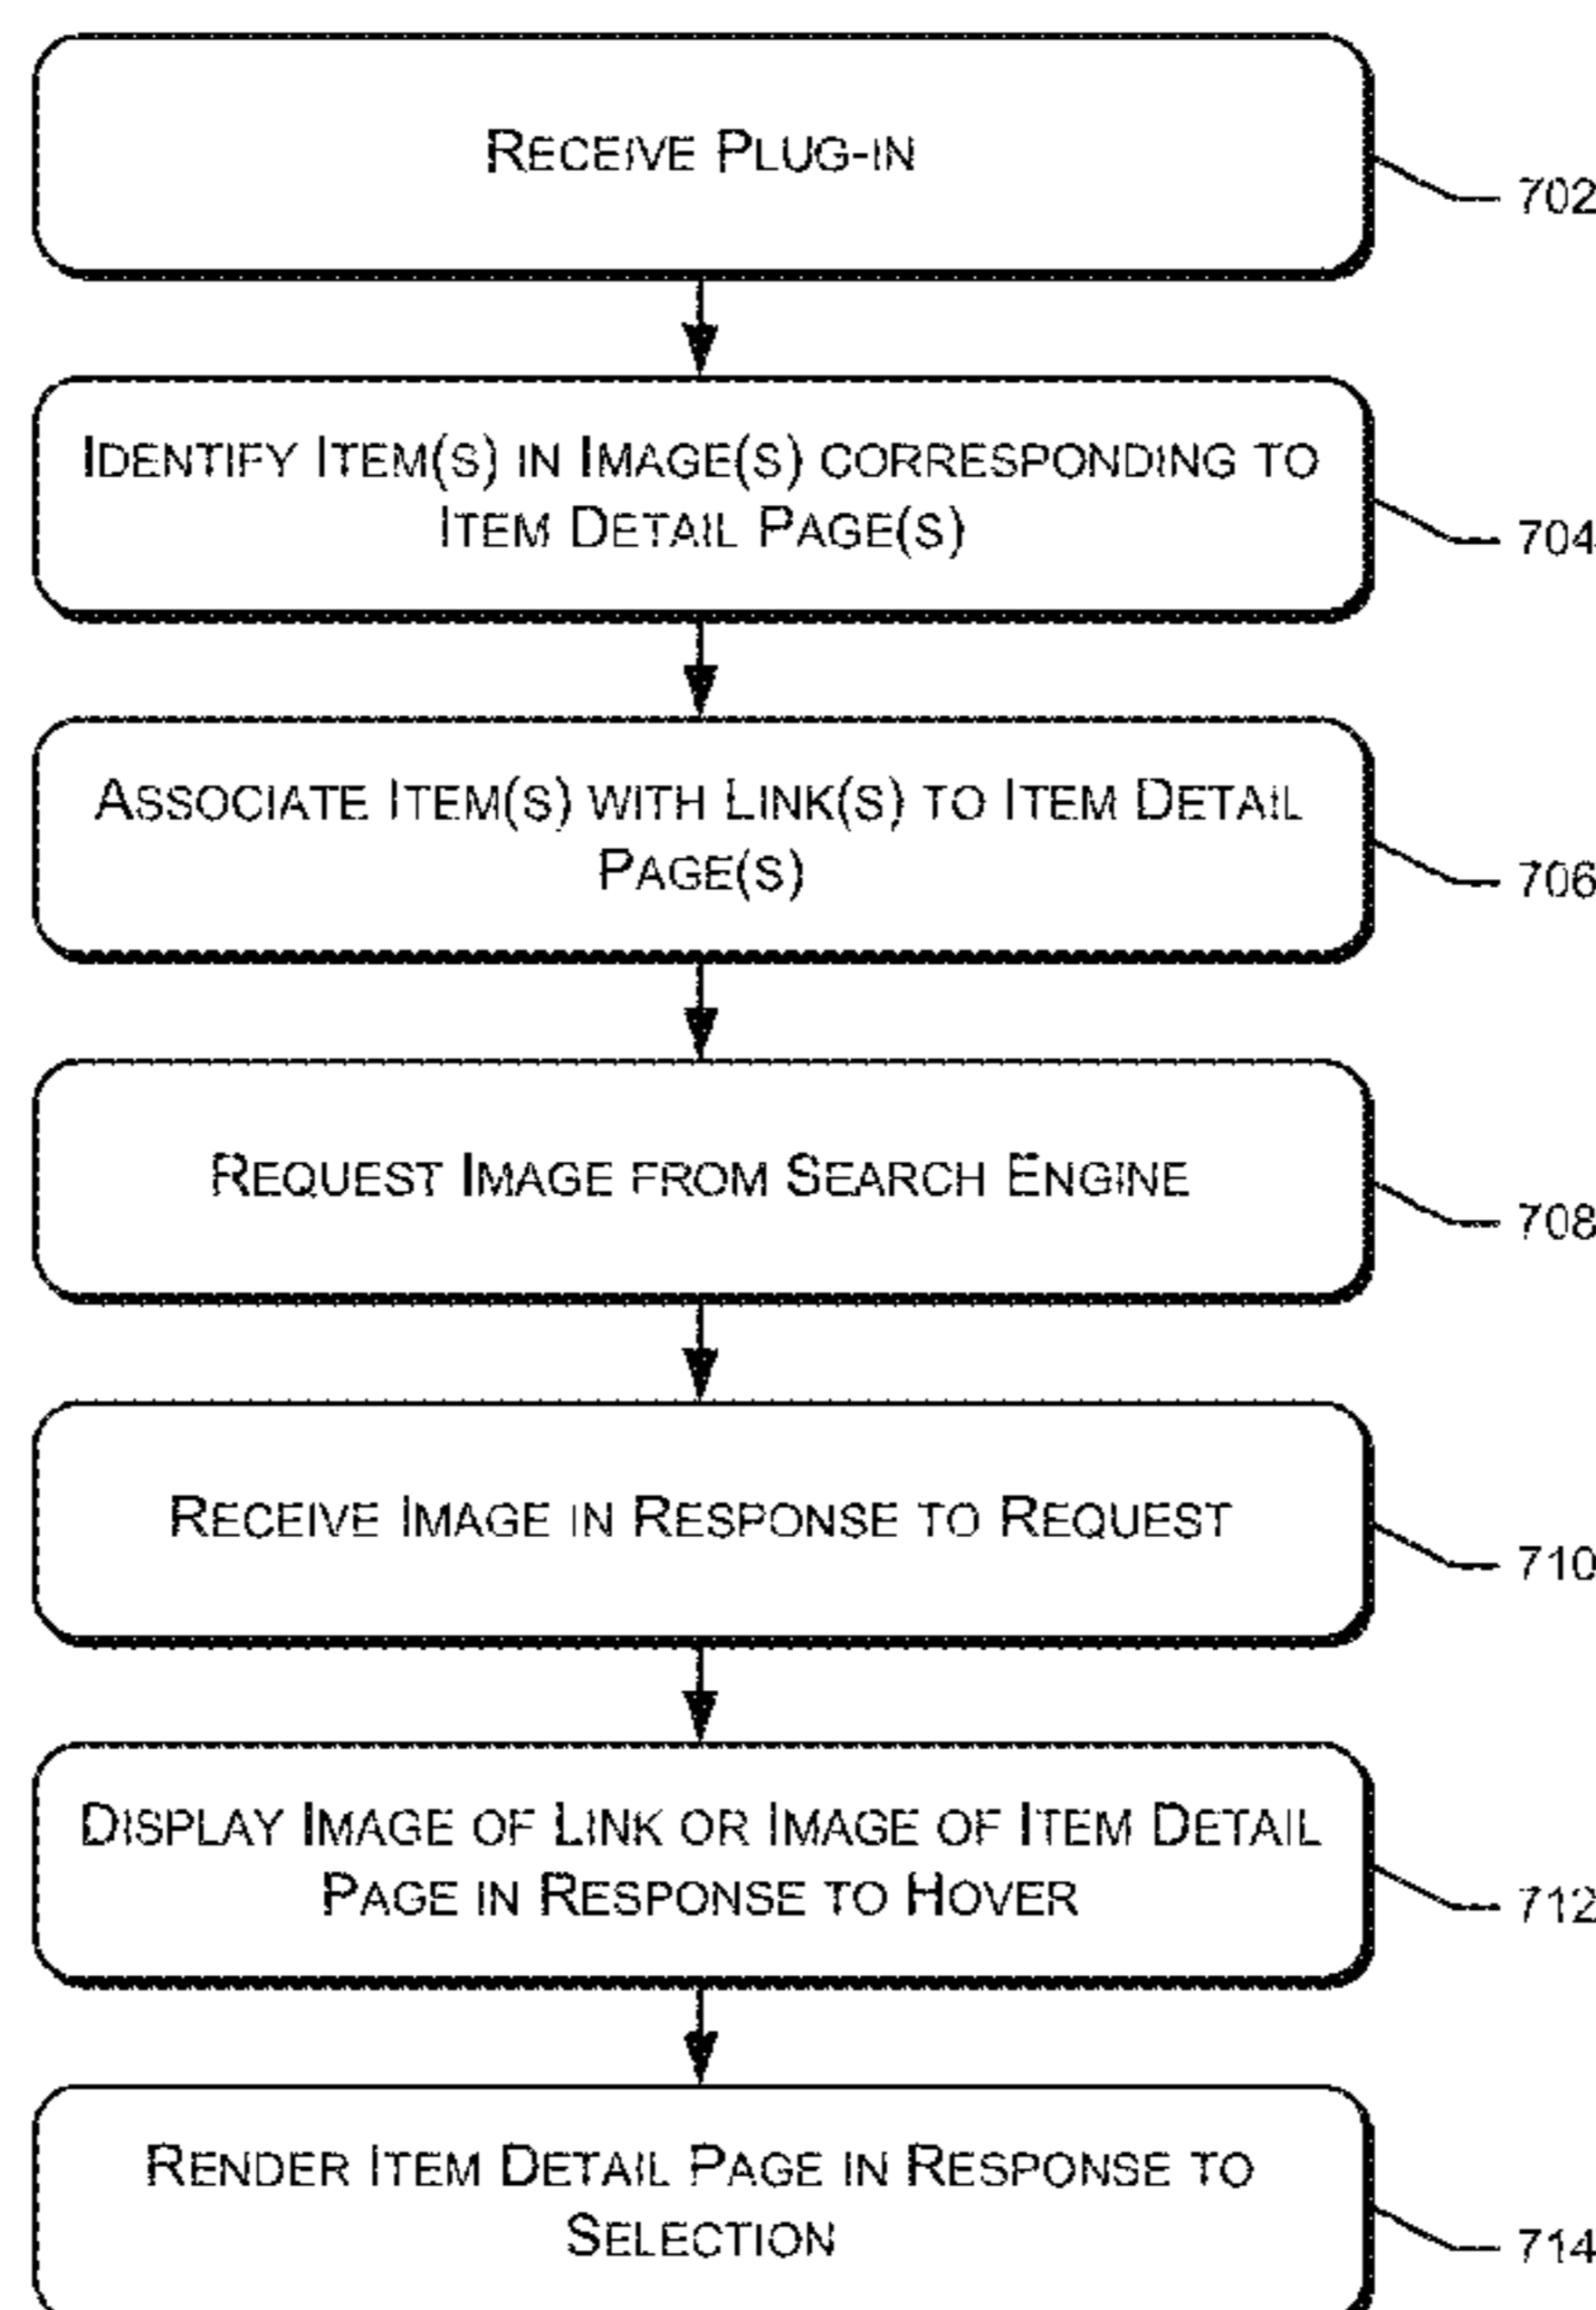 RECEIVE PLUG-IN
702
IDENTIFY ITEM(S) IN IMAGE(S) CORRESPONDING TO
ITEM DETAIL PAGE(S)
704
ASSOCIATE ITEM(S) WITH LINK(S) TO ITEM DETAIL
PAGE(S)
706
REQUEST IMAGE FROM SEARCH ENGINE
708
RECEIVE IMAGE IN RESPONSE TO REQUEST
710
DISPLAY IMAGE OF LINK OR IMAGE OF ITEM DETAIL
PAGE IN RESPONSE TO HOVER
712
RENDER ITEM DETAIL PAGE IN RESPONSE TO
SELECTION
714